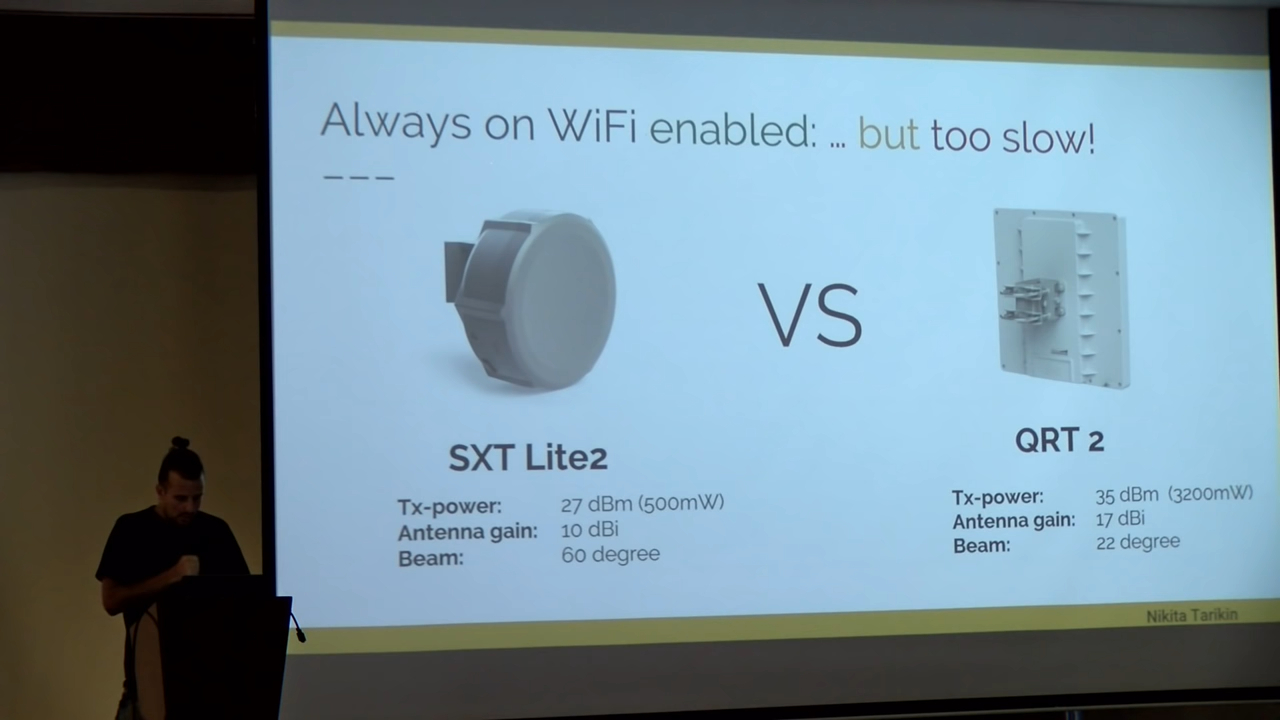 Always on WiFi enabled: ... but too slow!
---
VS
SXT Lite2
Tx-power: 27 dBm (500mW)
Antenna gain: 10 dBi
Beam: 60 degree
QRT 2
Tx-power: 35 dBm (3200mW)
Antenna gain: 17 dBi
Beam: 22 degree
Nikita Tarikin